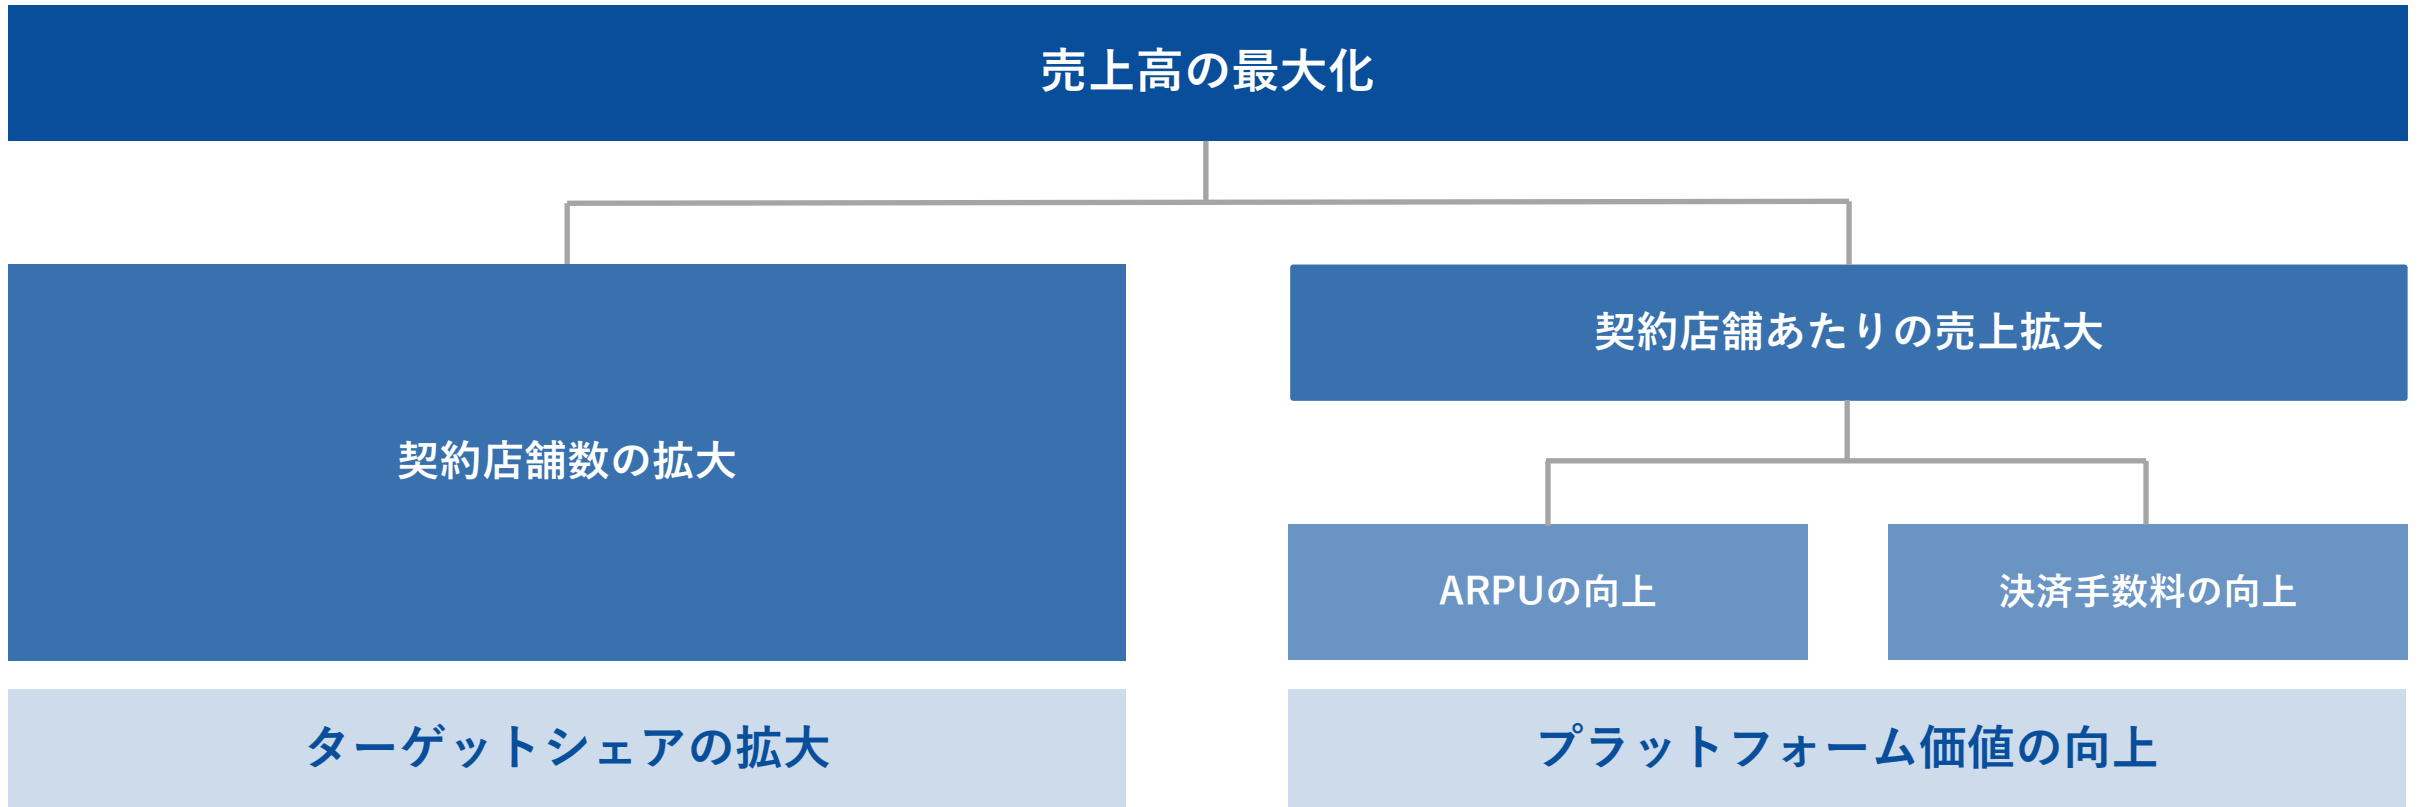 売上高の最大化
契約店舗数の拡大
契約店舗あたりの売上拡大
ARPUの向上
決済手数料の向上
ターゲットシェアの拡大
プラットフォーム価値の向上